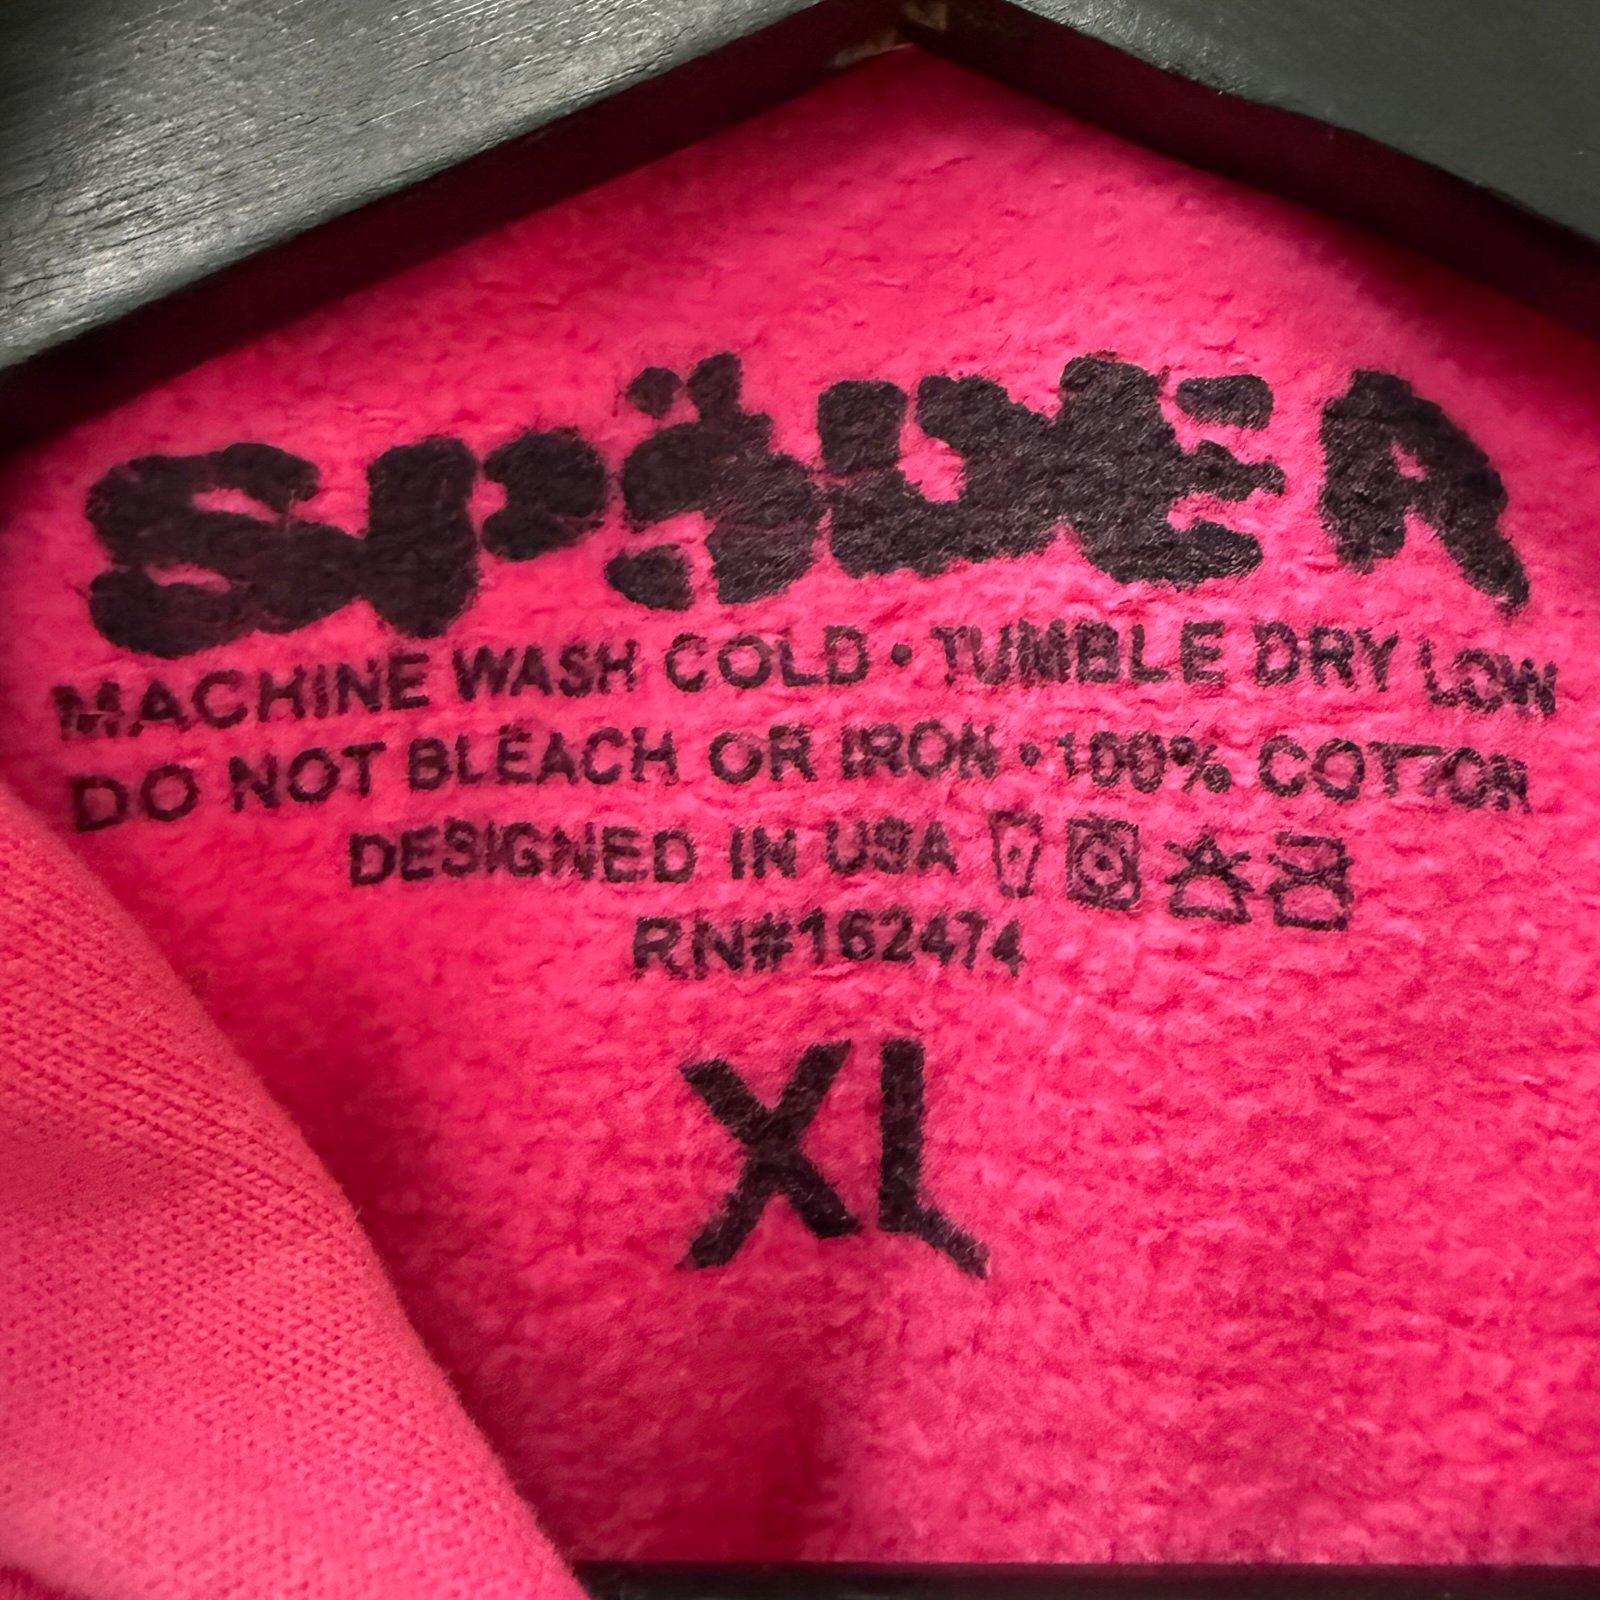 SP5DER
MACHINE WASH COLD • TUMBLE DRY LOW
DO NOT BLEACH OR IRON • 100% COTTON
DESIGNED IN USA
RN#162474
XL